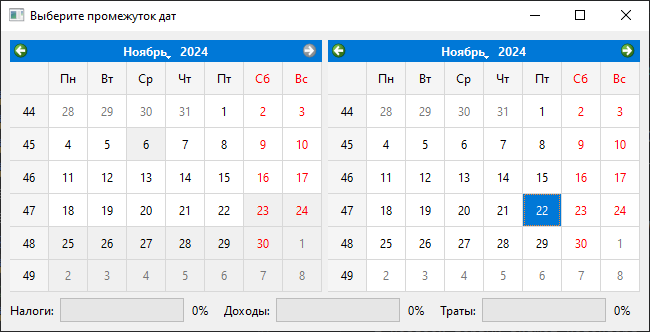 Выберите промежуток дат
Ноябрь 2024 Ноябрь 2024
Пн Вт Ср Чт Пт Сб Вс Пн Вт Ср Чт Пт Сб Вс
44 28 29 30 31 1 2 3 44 28 29 30 31 1 2 3
45 4 5 6 7 8 9 10 45 4 5 6 7 8 9 10
46 11 12 13 14 15 16 17 46 11 12 13 14 15 16 17
47 18 19 20 21 22 23 24 47 18 19 20 21 22 23 24
48 25 26 27 28 29 30 1 48 25 26 27 28 29 30 1
49 2 3 4 5 6 7 8 49 2 3 4 5 6 7 8
Налоги: 0% Доходы: 0% Траты: 0%